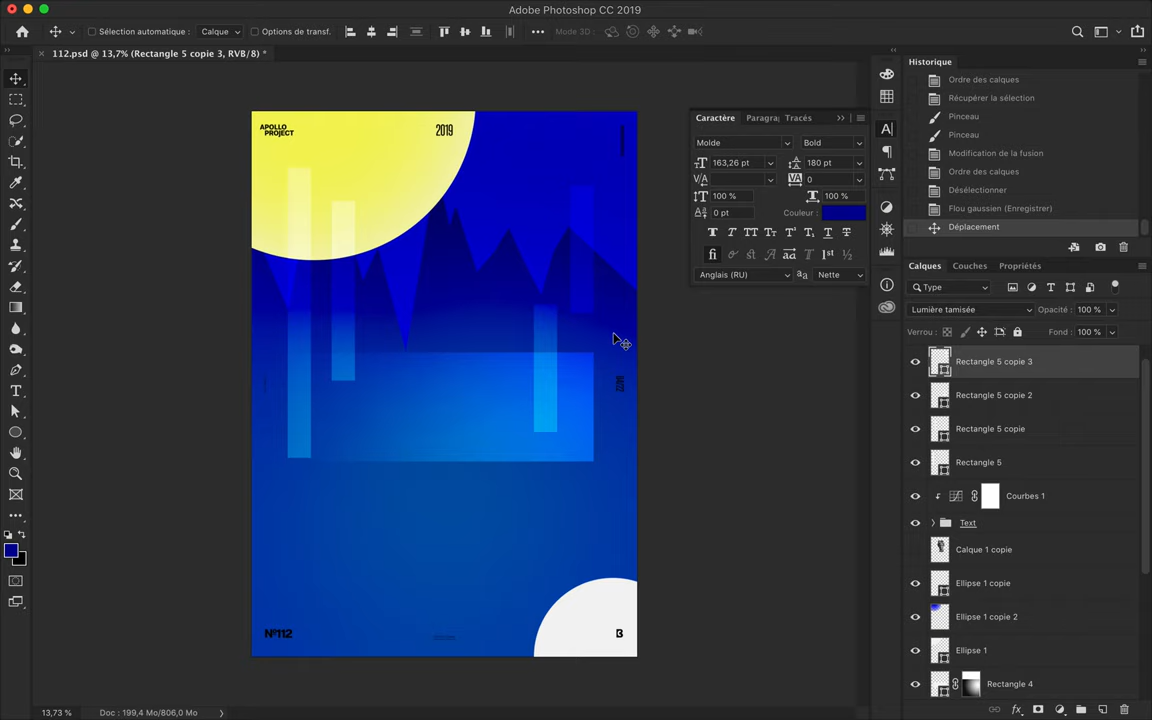 Adobe Photoshop CC 2019
Sélection automatique :
Calque
Options de transf.
Mode 3D :
112.psd @ 13,7% (Rectangle 5 copie 3, RVB/8) *
APOLLO
PROJECT
2019
04/22
Nº112
B
Caractère
Paragra
Tracés
Molde
Bold
163,26 pt
180 pt
0
100 %
100 %
0 pt
Couleur :
Anglais (RU)
Nette
Historique
Ordre des calques
Récupérer la sélection
Pinceau
Pinceau
Modification de la fusion
Ordre des calques
Désélectionner
Flou gaussien (Enregistrer)
Déplacement
Calques
Couches
Propriétés
Type
Lumière tamisée
Opacité : 100 %
Verrou :
Fond : 100 %
Rectangle 5 copie 3
Rectangle 5 copie 2
Rectangle 5 copie
Rectangle 5
Courbes 1
Text
Calque 1 copie
Ellipse 1 copie
Ellipse 1 copie 2
Ellipse 1
Rectangle 4
13,73 %
Doc : 199,4 Mo/806,0 Mo